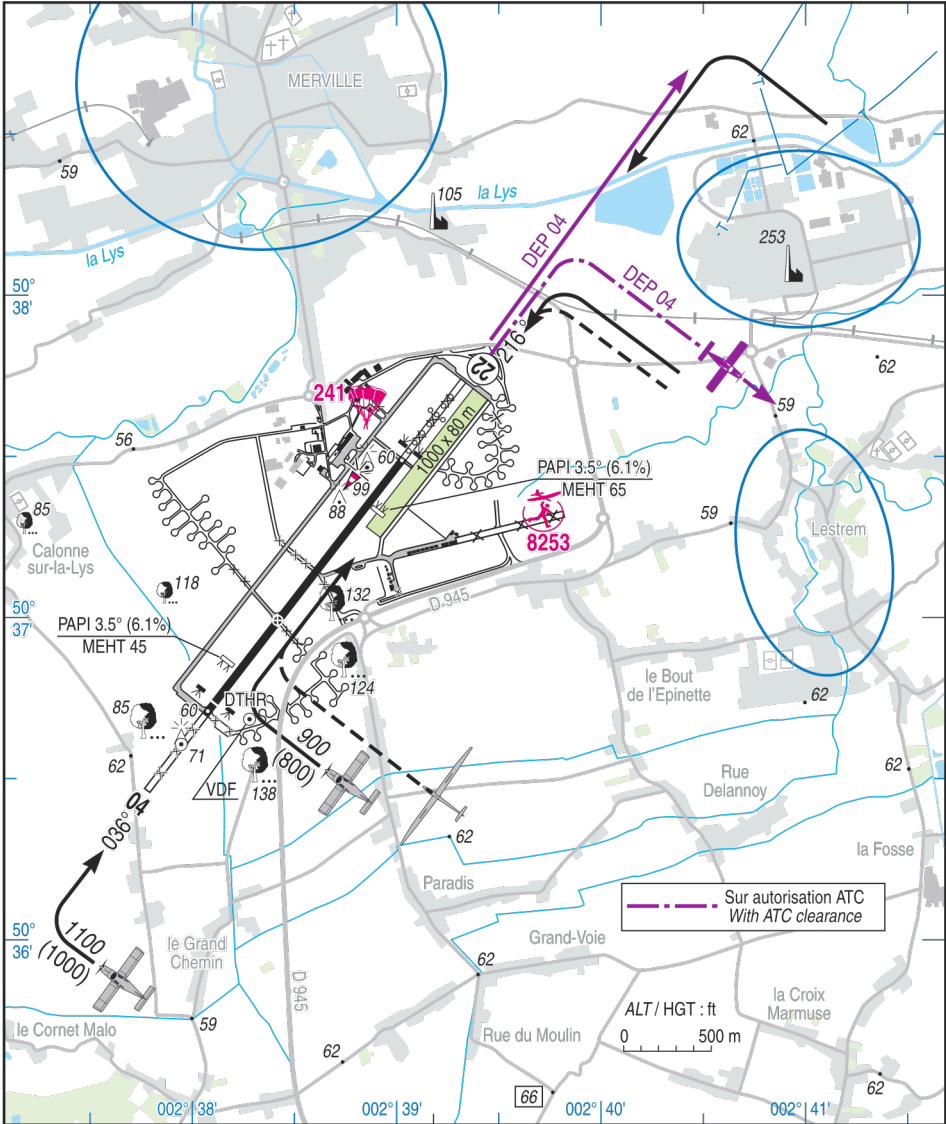 MERVILLE
59
la Lys
105
la Lys
62
253
50°
38'
DEP 04
DEP 04
216°
22
62
59
241
56
60
99
88
1000 x 80 m
PAPI 3.5° (6.1%)
MEHT 65
8253
59
Lestrem
85
Calonne
sur-la-Lys
118
132
D 945
50°
37'
PAPI 3.5° (6.1%)
MEHT 45
124
le Bout
de l'Epinette
62
85
60
DTHR
71
900
(800)
VDF
138
62
04
036°
62
Rue
Delannoy
62
la Fosse
Paradis
Sur autorisation ATC
With ATC clearance
50°
36'
1100
(1000)
le Grand
Chemin
D 945
Grand-Voie
62
la Croix
Marmuse
ALT / HGT : ft
0 500 m
le Cornet Malo
59
Rue du Moulin
62
66
62
002° 38'
002° 39'
002° 40'
002° 41'